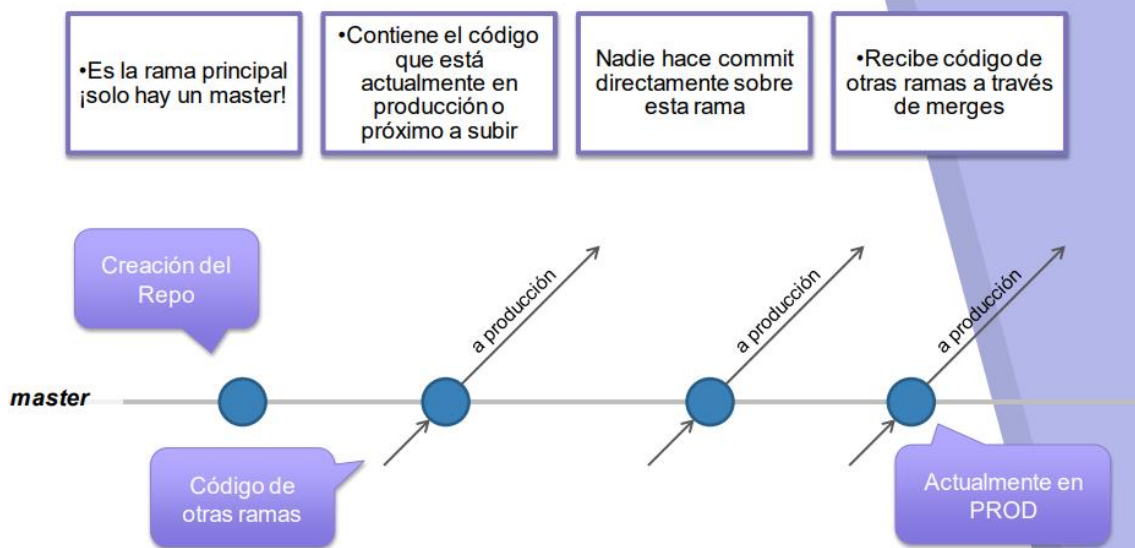 •Es la rama principal
¡solo hay un master!
•Contiene el código
que está
actualmente en
producción o
próximo a subir
Nadie hace commit
directamente sobre
esta rama
•Recibe código de
otras ramas a través
de merges
Creación del
Repo
a producción
a producción
a producción
master
Código de
otras ramas
Actualmente en
PROD